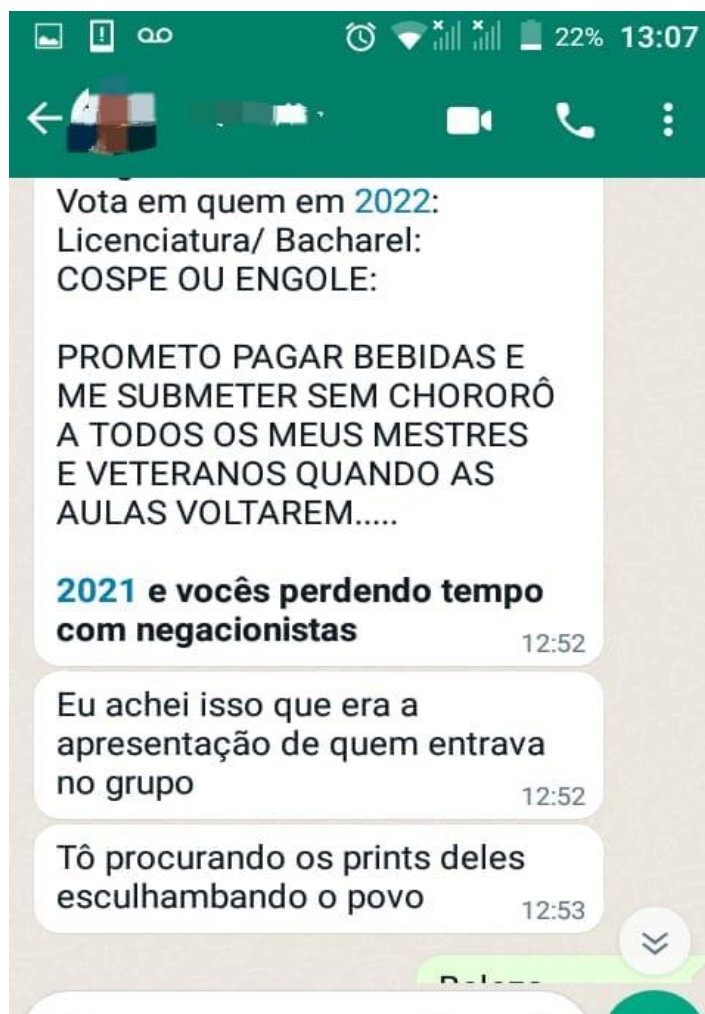 22% 13:07
Vota em quem em 2022:
Licenciatura/ Bacharel:
COSPE OU ENGOLE:
PROMETO PAGAR BEBIDAS E
ME SUBMETER SEM CHORORÔ
A TODOS OS MEUS MESTRES
E VETERANOS QUANDO AS
AULAS VOLTAREM.....
2021 e vocês perdendo tempo
com negacionistas
12:52
Eu achei isso que era a
apresentação de quem entrava
no grupo
12:52
Tô procurando os prints deles
esculhambando o povo
12:53